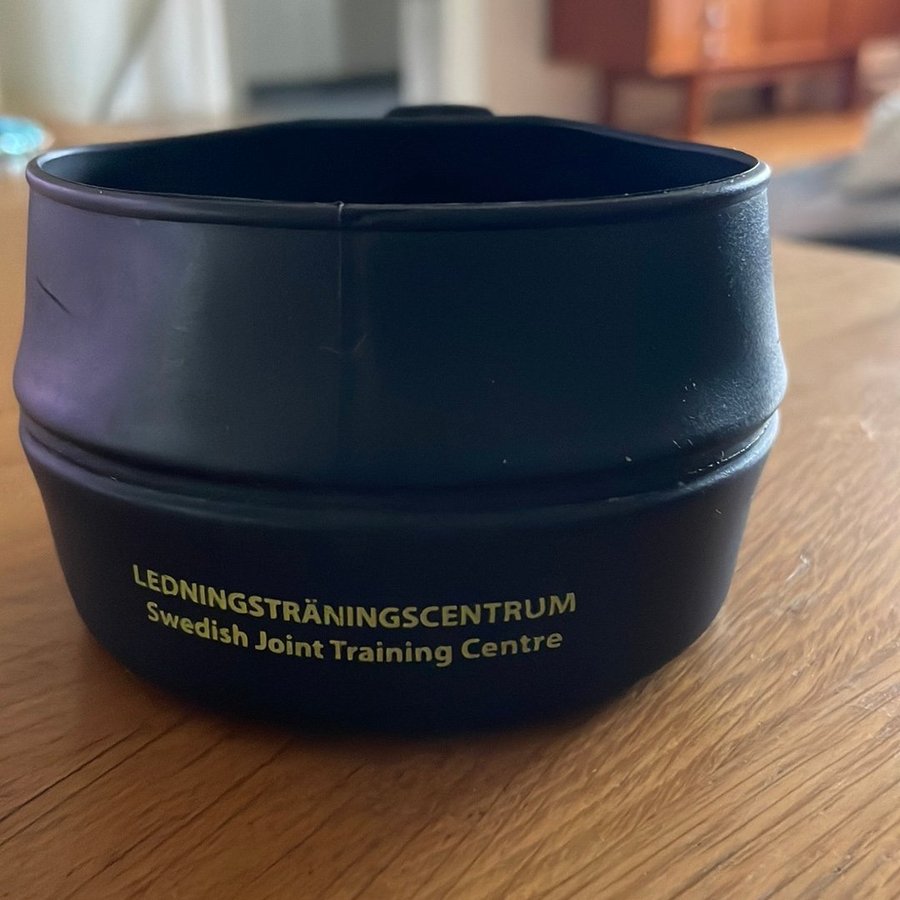 LEDNINGSTRÄNINGSCENTRUM
Swedish Joint Training Centre